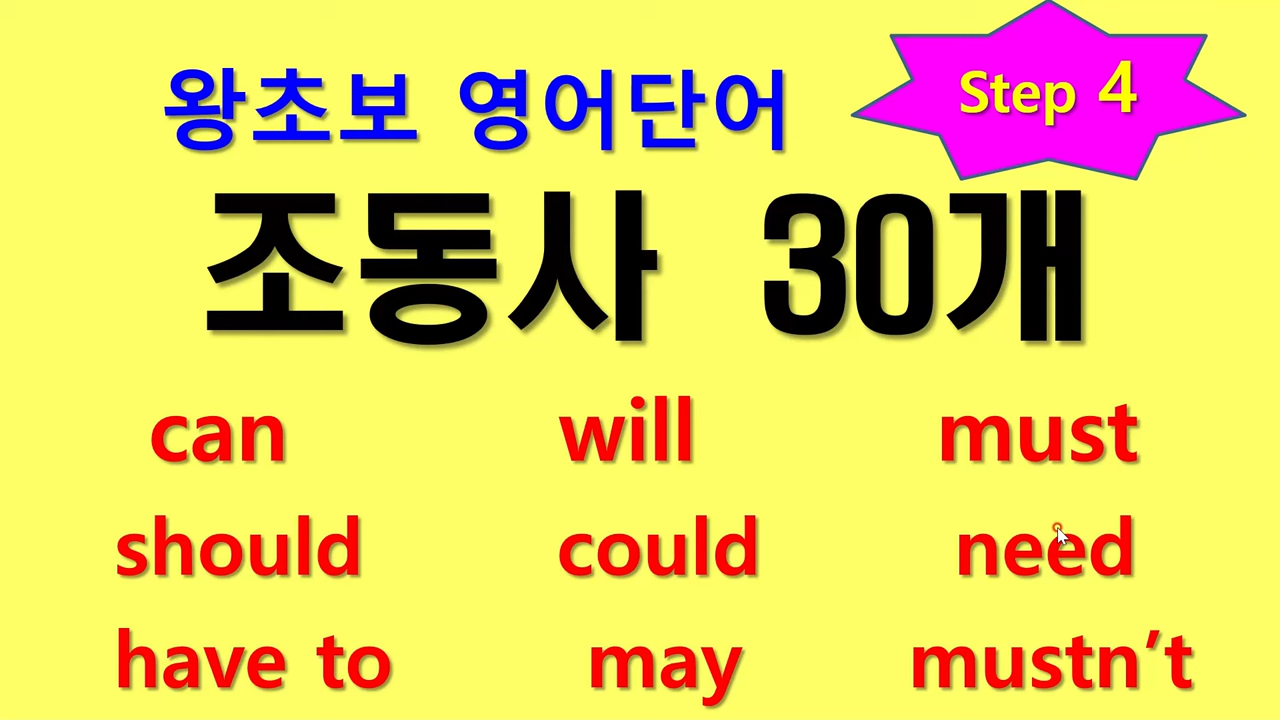 왕초보 영어단어
Step 4
조동사 30개
can will must
should could need
have to may mustn’t